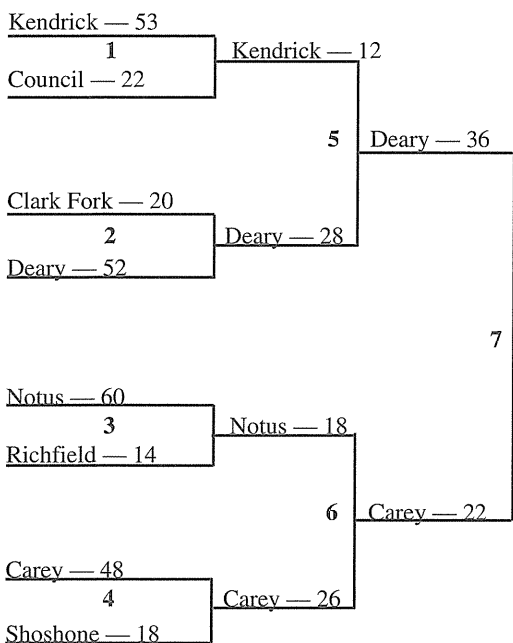 Kendrick — 53
1
Kendrick — 12
Council — 22
5
Deary — 36
Clark Fork — 20
2
Deary — 28
Deary — 52
7
Notus — 60
3
Notus — 18
Richfield — 14
6
Carey — 22
Carey — 48
4
Carey — 26
Shoshone — 18